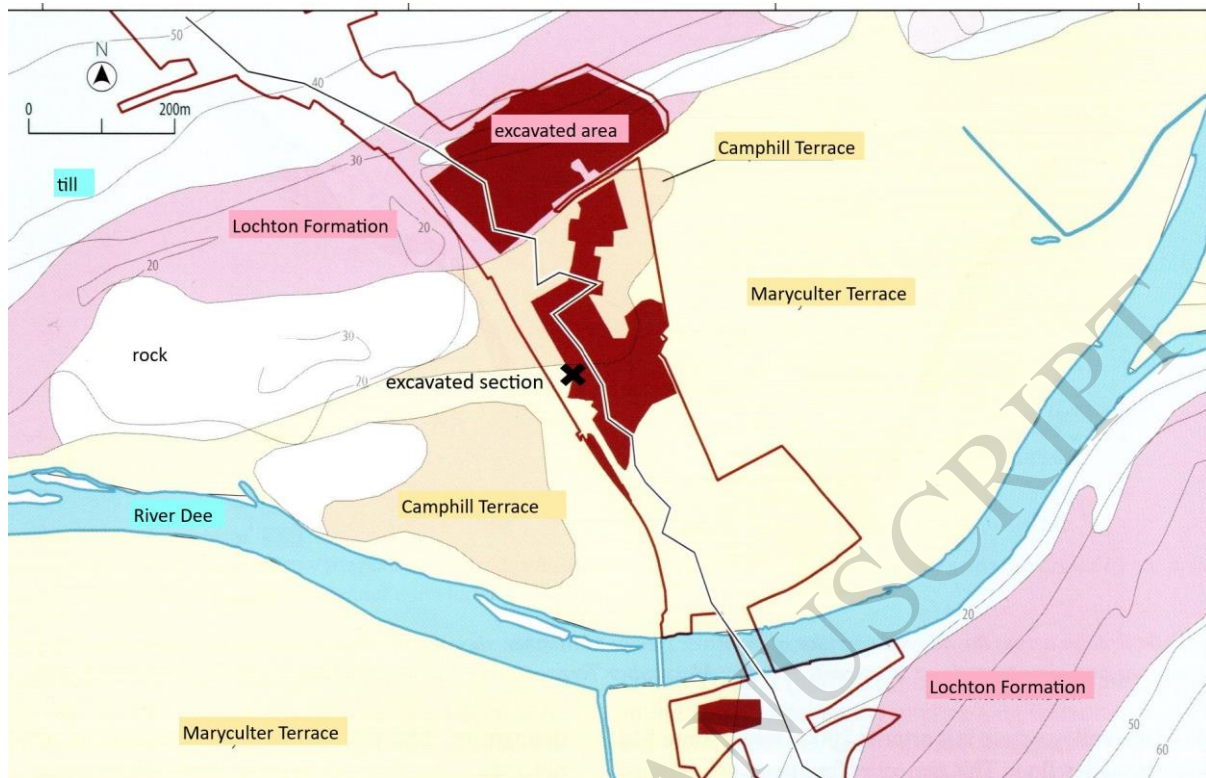 50
N
40
0
200m
excavated area
Camphill Terrace
till
30
Lochton Formation
20
20
Maryculter Terrace
rock
30
20
excavated section
Camphill Terrace
River Dee
20
Lochton Formation
Maryculter Terrace
50
60
MANUSCRIPT